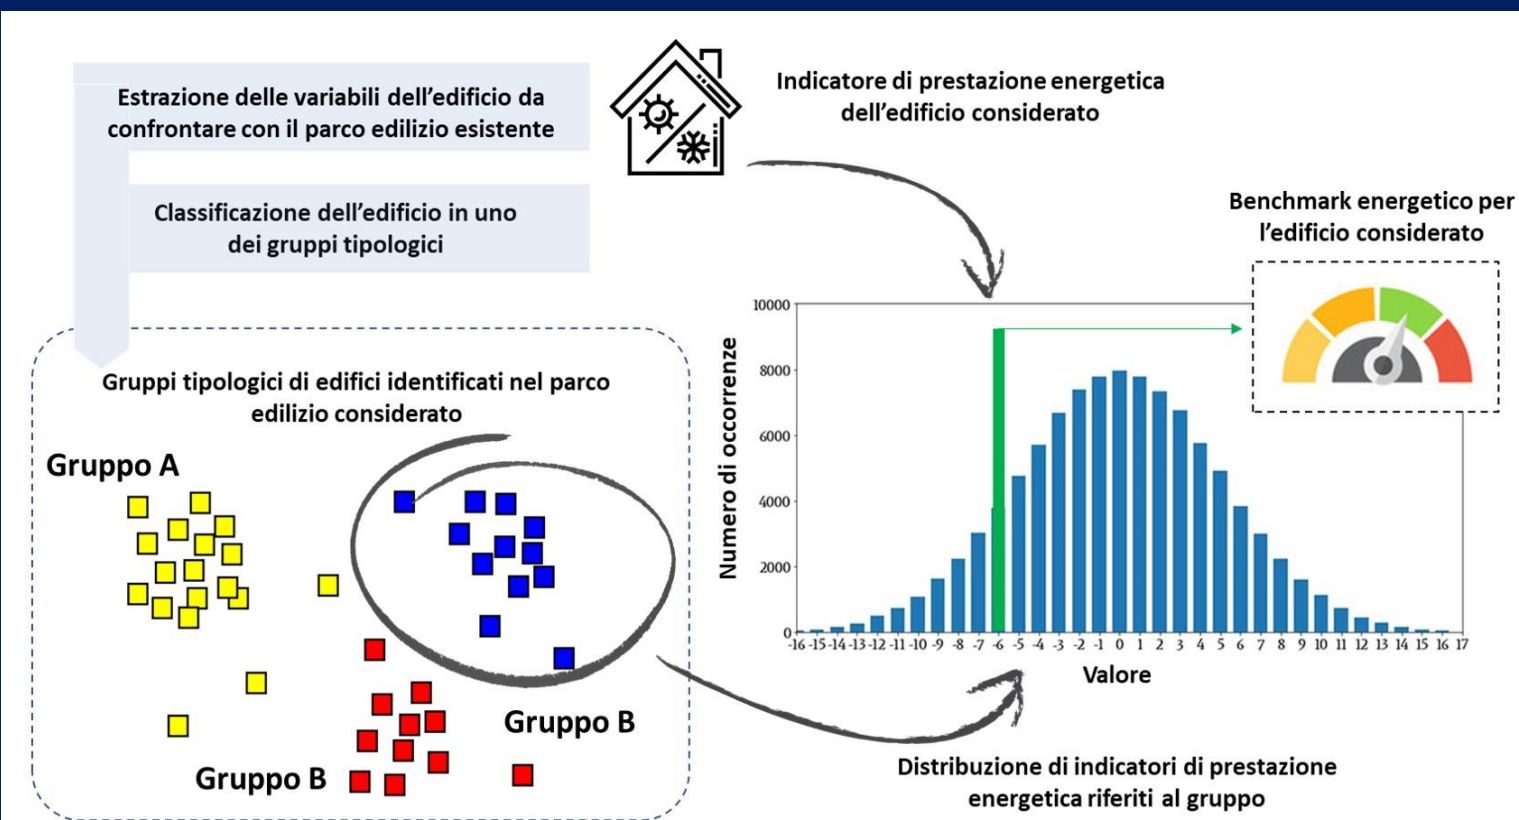 Estrazione delle variabili dell'edificio da
confrontare con il parco edilizio esistente
Classificazione dell'edificio in uno
dei gruppi tipologici
Indicatore di prestazione energetica
dell'edificio considerato
Benchmark energetico per
l'edificio considerato
Gruppi tipologici di edifici identificati nel parco
edilizio considerato
Gruppo A
Gruppo B
Gruppo B
Numero di occorrenze
10000
8000
6000
4000
2000
0
-16 -15 -14 -13 -12 -11 -10 -9 -8 -7 -6 -5 -4 -3 -2 -1 0 1 2 3 4 5 6 7 8 9 10 11 12 13 14 15 16 17
Valore
Distribuzione di indicatori di prestazione
energetica riferiti al gruppo